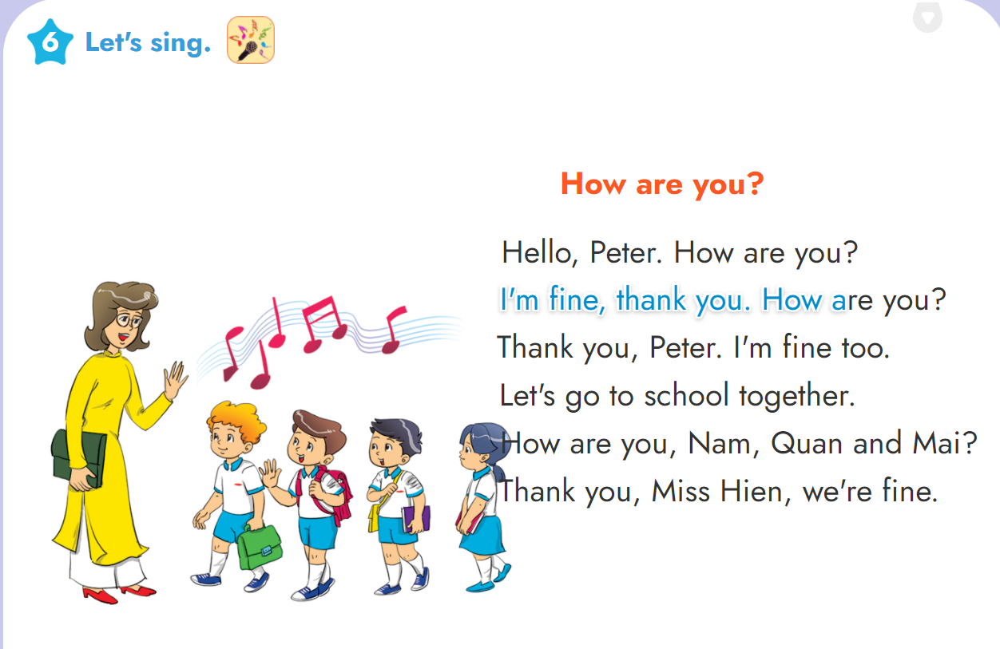 6 Let's sing.
How are you?
Hello, Peter. How are you?
I'm fine, thank you. How are you?
Thank you, Peter. I'm fine too.
Let's go to school together.
How are you, Nam, Quan and Mai?
Thank you, Miss Hien, we're fine.